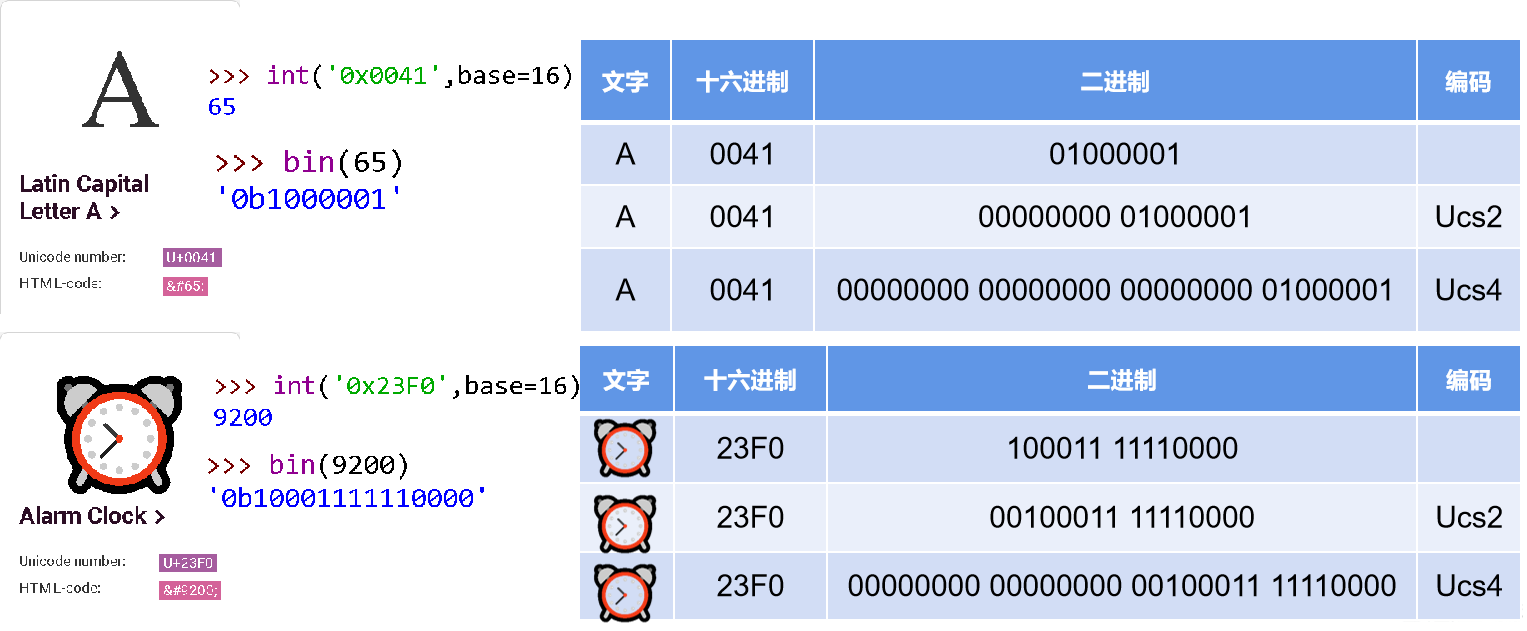 A
>>> int('0x0041',base=16)
65
>>> bin(65)
'0b1000001'
Latin Capital
Letter A >
Unicode number: U+0041
HTML-code: &#65;
文字 十六进制 二进制 编码
A 0041 01000001
A 0041 00000000 01000001 Ucs2
A 0041 00000000 00000000 00000000 01000001 Ucs4
>>> int('0x23F0',base=16)
9200
>>> bin(9200)
'0b10001111110000'
Alarm Clock >
Unicode number: U+23F0
HTML-code: &#9200;
文字 十六进制 二进制 编码
23F0 100011 11110000
23F0 00100011 11110000 Ucs2
23F0 00000000 00000000 00100011 11110000 Ucs4